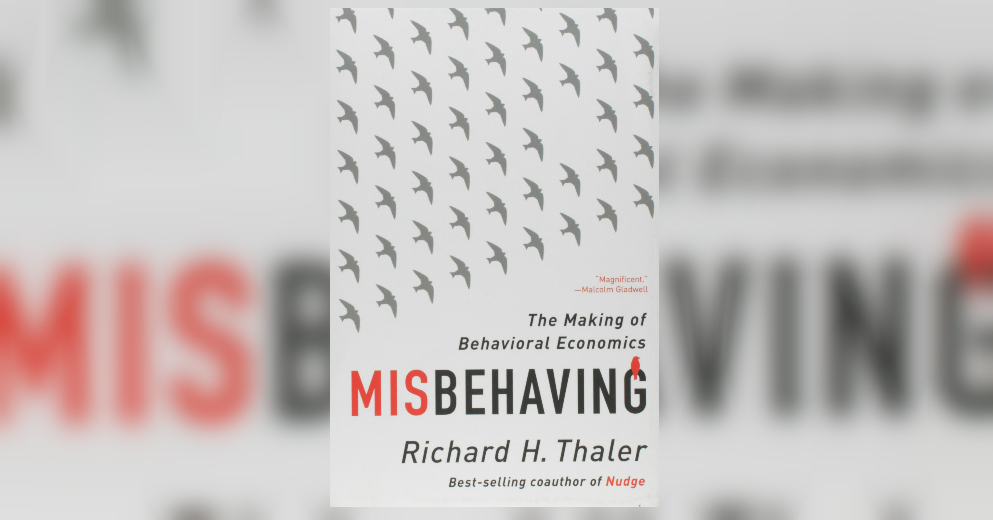 "Magnificent."
—Malcolm Gladwell
The Making of
Behavioral Economics
MISBEHAVING
Richard H. Thaler
Best-selling coauthor of Nudge